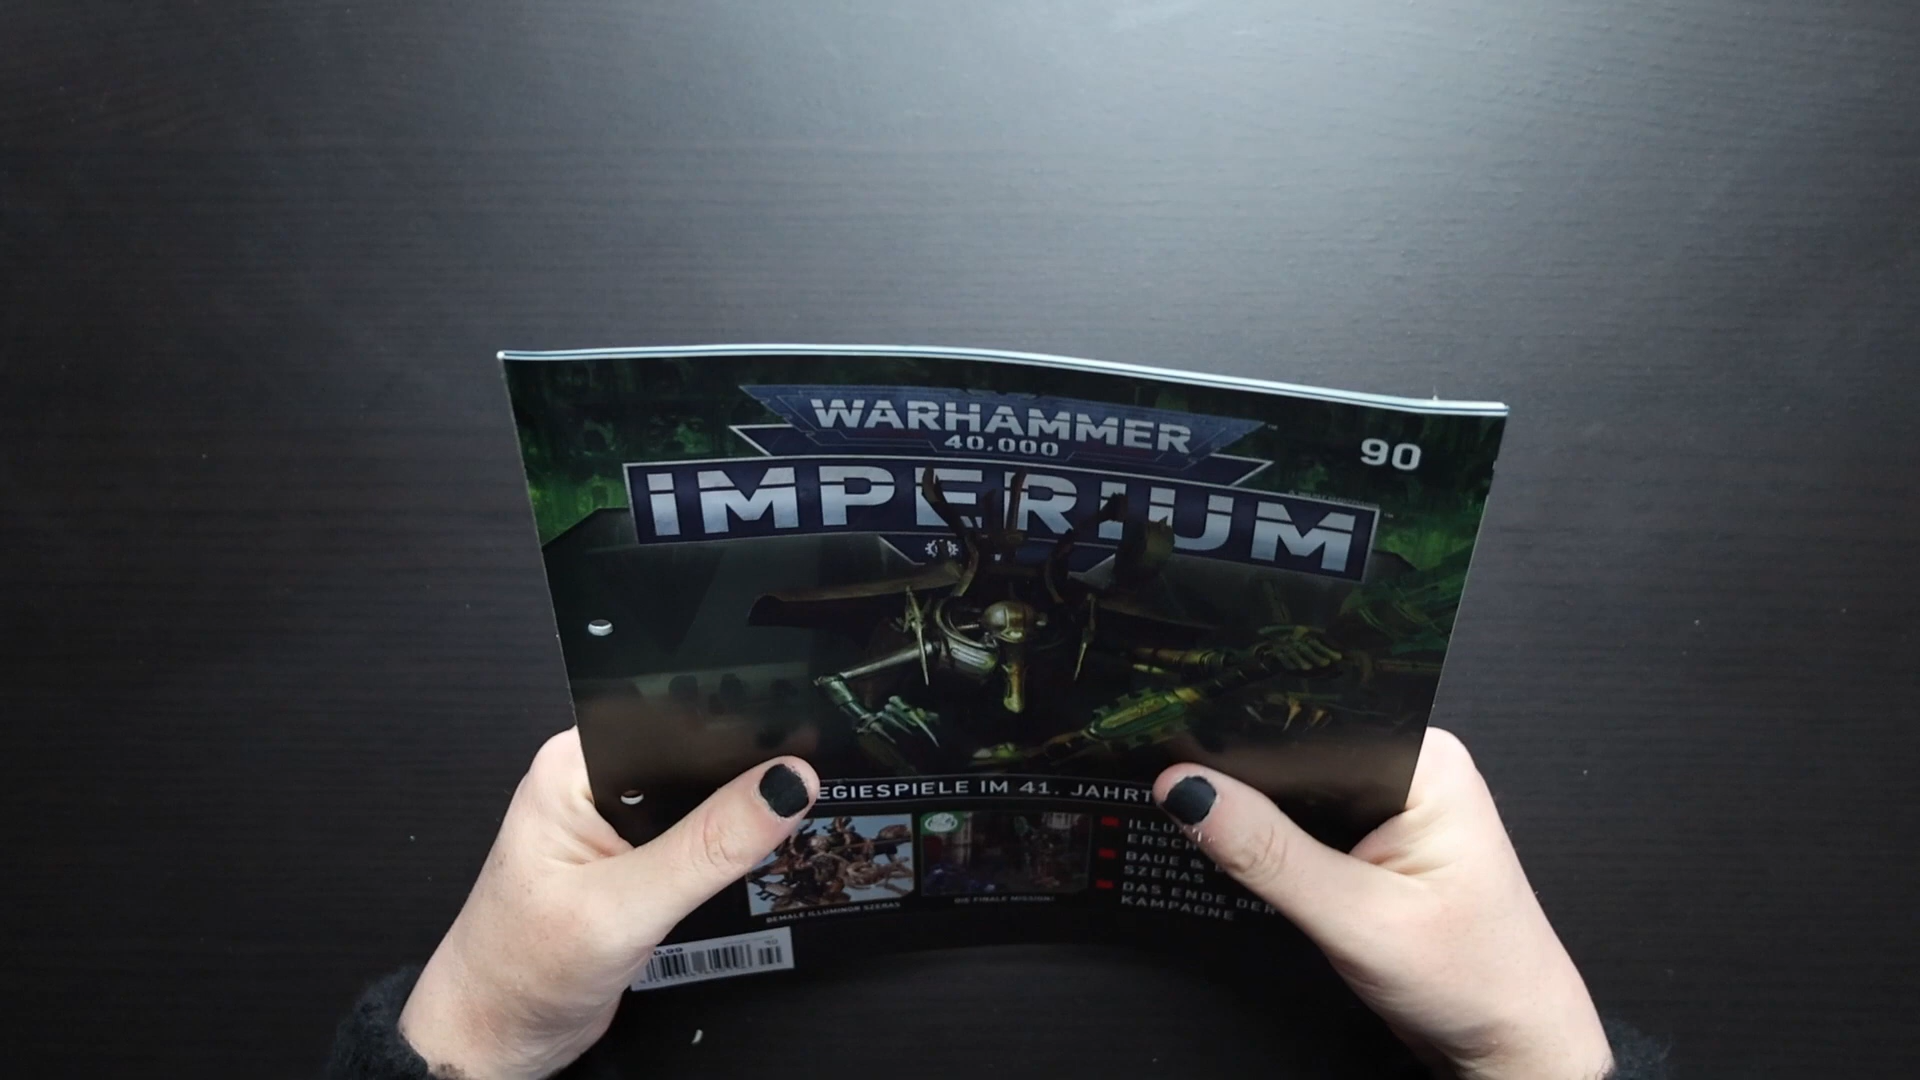 WARHAMMER
40,000
IMPERIUM
90
EGIESPIELE IM 41. JAHRT
BEMALE ILLUMINOR SZERAS
DIE FINALE MISSION!
ILLU
ERSCH
BAUE &
SZERAS
DAS ENDE DER
KAMPAGNE
90